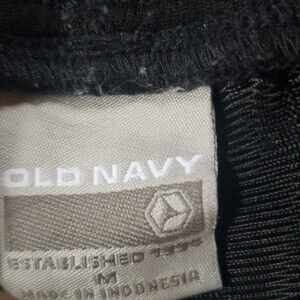 OLD NAVY
ESTABLISHED
M
MADE IN INDONESIA